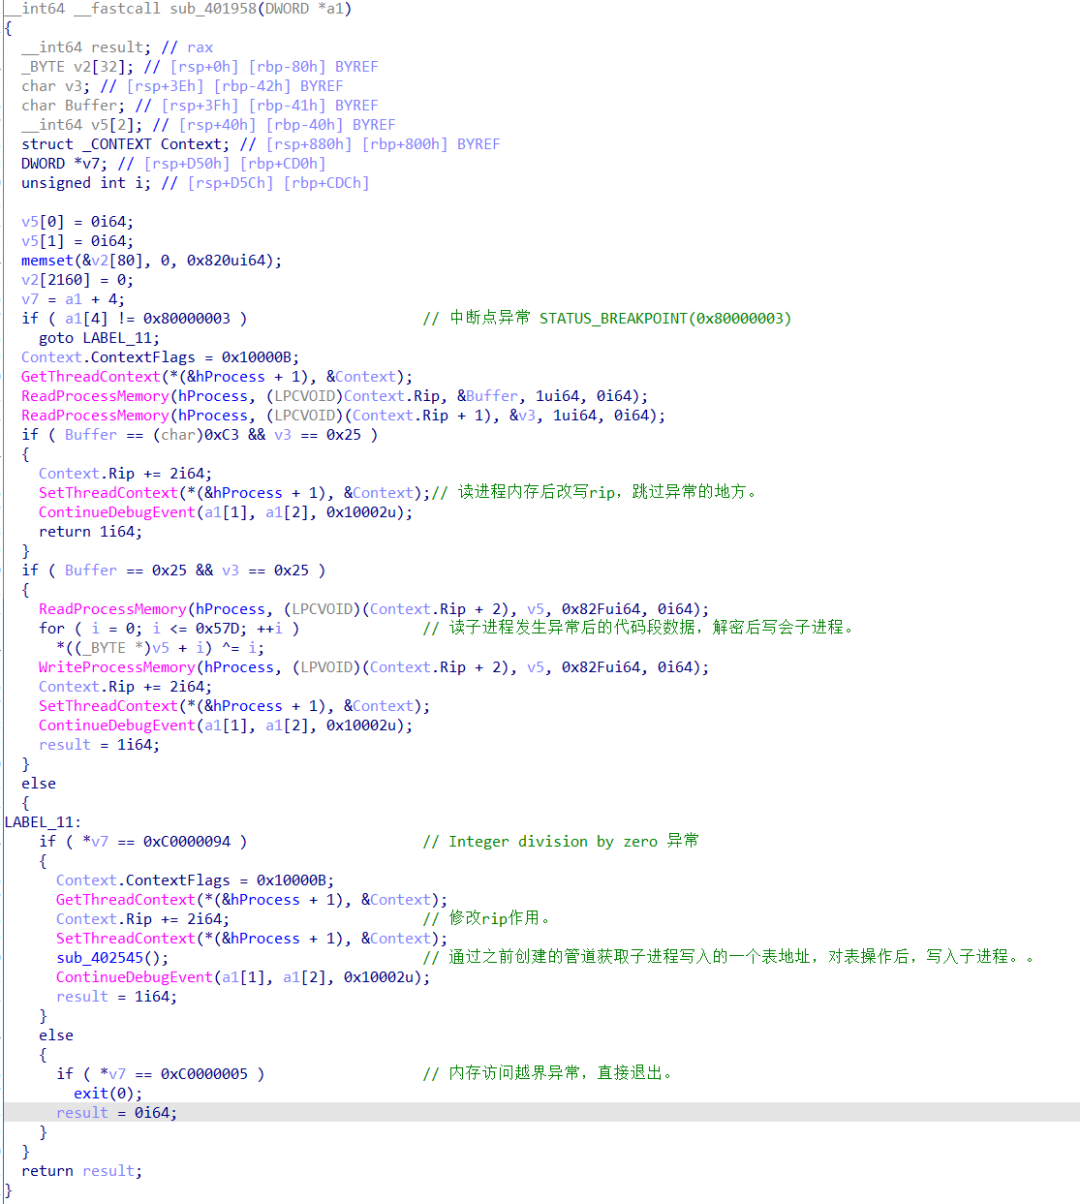 __int64 __fastcall sub_401958(DWORD *a1)
{
  __int64 result; // rax
  _BYTE v2[32]; // [rsp+0h] [rbp-80h] BYREF
  char v3; // [rsp+3Eh] [rbp-42h] BYREF
  char Buffer; // [rsp+3Fh] [rbp-41h] BYREF
  __int64 v5[2]; // [rsp+40h] [rbp-40h] BYREF
  struct _CONTEXT Context; // [rsp+880h] [rbp+800h] BYREF
  DWORD *v7; // [rsp+D50h] [rbp+CD0h]
  unsigned int i; // [rsp+D5Ch] [rbp+CDCh]

  v5[0] = 0i64;
  v5[1] = 0i64;
  memset(&v2[80], 0, 0x820ui64);
  v2[2160] = 0;
  v7 = a1 + 4;
  if ( a1[4] != 0x80000003 ) // 中断点异常 STATUS_BREAKPOINT(0x80000003)
    goto LABEL_11;
  Context.ContextFlags = 0x10000B;
  GetThreadContext(*(&hProcess + 1), &Context);
  ReadProcessMemory(hProcess, (LPCVOID)Context.Rip, &Buffer, 1ui64, 0i64);
  ReadProcessMemory(hProcess, (LPCVOID)(Context.Rip + 1), &v3, 1ui64, 0i64);
  if ( Buffer == (char)0xC3 && v3 == 0x25 )
  {
    Context.Rip += 2i64;
    SetThreadContext(*(&hProcess + 1), &Context);// 读进程内存后改写rip，跳过异常的地方。
    ContinueDebugEvent(a1[1], a1[2], 0x10002u);
    return 1i64;
  }
  if ( Buffer == 0x25 && v3 == 0x25 )
  {
    ReadProcessMemory(hProcess, (LPCVOID)(Context.Rip + 2), v5, 0x82Fui64, 0i64);
    for ( i = 0; i <= 0x57D; ++i ) // 读子进程发生异常后的代码段数据，解密后写会子进程。
      *((_BYTE *)v5 + i) ^= i;
    WriteProcessMemory(hProcess, (LPVOID)(Context.Rip + 2), v5, 0x82Fui64, 0i64);
    Context.Rip += 2i64;
    SetThreadContext(*(&hProcess + 1), &Context);
    ContinueDebugEvent(a1[1], a1[2], 0x10002u);
    result = 1i64;
  }
  else
  {
LABEL_11:
    if ( *v7 == 0xC0000094 ) // Integer division by zero 异常
    {
      Context.ContextFlags = 0x10000B;
      GetThreadContext(*(&hProcess + 1), &Context);
      Context.Rip += 2i64; // 修改rip作用。
      SetThreadContext(*(&hProcess + 1), &Context);
      sub_402545(); // 通过之前创建的管道获取子进程写入的一个表地址，对表操作后，写入子进程。。
      ContinueDebugEvent(a1[1], a1[2], 0x10002u);
      result = 1i64;
    }
    else
    {
      if ( *v7 == 0xC0000005 ) // 内存访问越界异常，直接退出。
        exit(0);
      result = 0i64;
    }
  }
  return result;
}